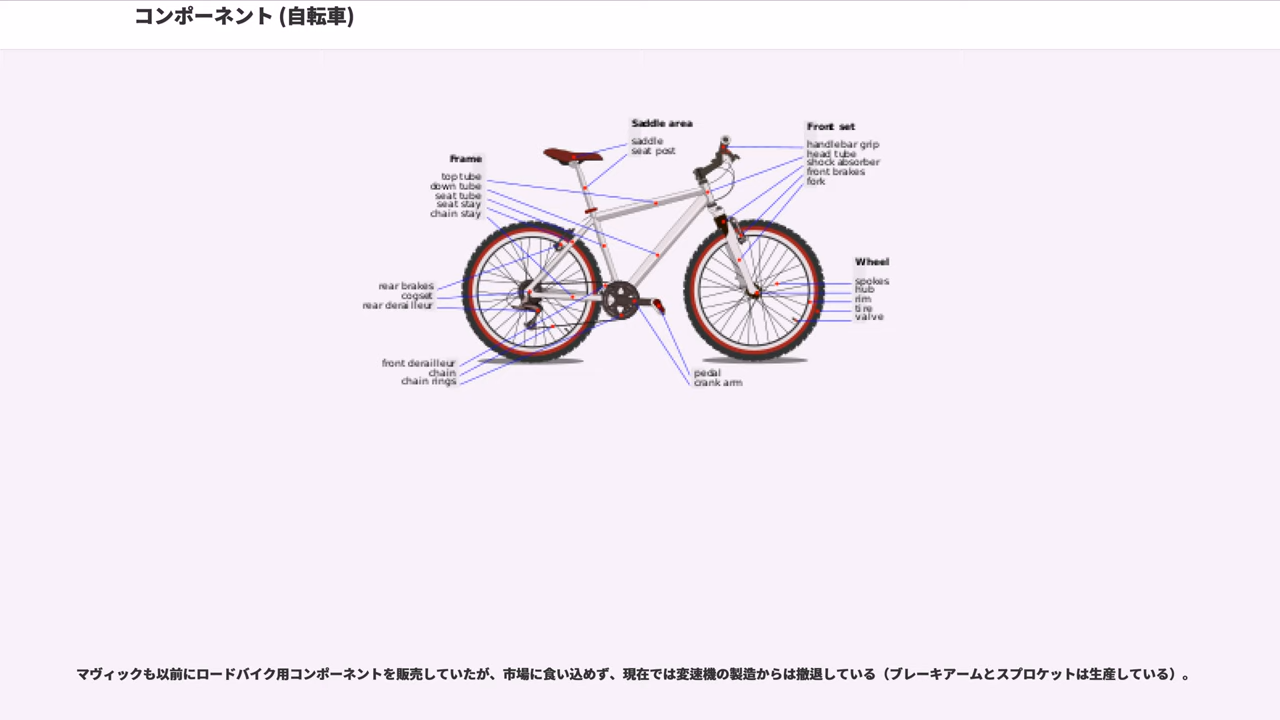 コンポーネント (自転車)
Saddle area
saddle
seat post
Front set
handlebar grip
head tube
shock absorber
front brakes
fork
Frame
top tube
down tube
seat tube
seat stay
chain stay
Wheel
spokes
hub
rim
tire
valve
rear brakes
cogset
rear derailleur
front derailleur
chain
chain rings
pedal
crank arm
マヴィックも以前にロードバイク用コンポーネントを販売していたが、市場に食い込めず、現在では変速機の製造からは撤退している（ブレーキアームとスプロケットは生産している）。